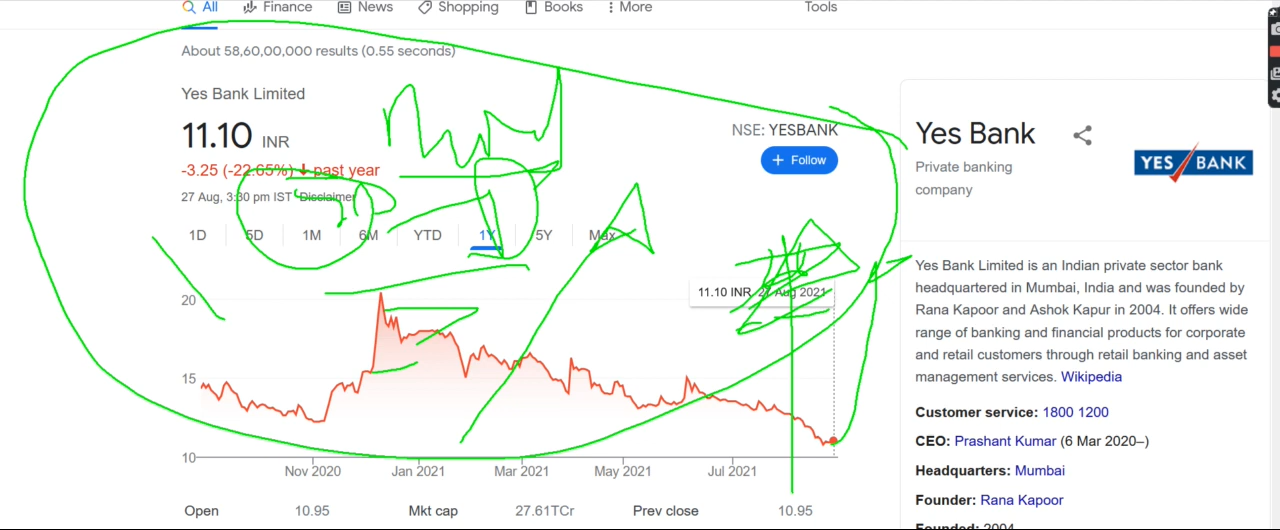 All Finance News Shopping Books More Tools
About 58,60,00,000 results (0.55 seconds)
Yes Bank Limited
11.10 INR
-3.25 (-22.65%) past year
27 Aug, 3:30 pm IST · Disclaimer
NSE: YESBANK
+ Follow
1D 5D 1M 6M YTD 1Y 5Y Max
11.10 INR 27 Aug 2021
20
15
10
Nov 2020 Jan 2021 Mar 2021 May 2021 Jul 2021
Open 10.95 Mkt cap 27.61TCr Prev close 10.95
Yes Bank
Private banking
company
YES BANK
Yes Bank Limited is an Indian private sector bank
headquartered in Mumbai, India and was founded by
Rana Kapoor and Ashok Kapur in 2004. It offers wide
range of banking and financial products for corporate
and retail customers through retail banking and asset
management services. Wikipedia
Customer service: 1800 1200
CEO: Prashant Kumar (6 Mar 2020–)
Headquarters: Mumbai
Founder: Rana Kapoor
Founded: 2004